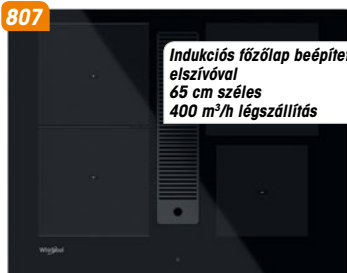 807
Indukciós főzőlap beépítet
elszívóval
65 cm széles
400 m³/h légszállítás
Whirlpool